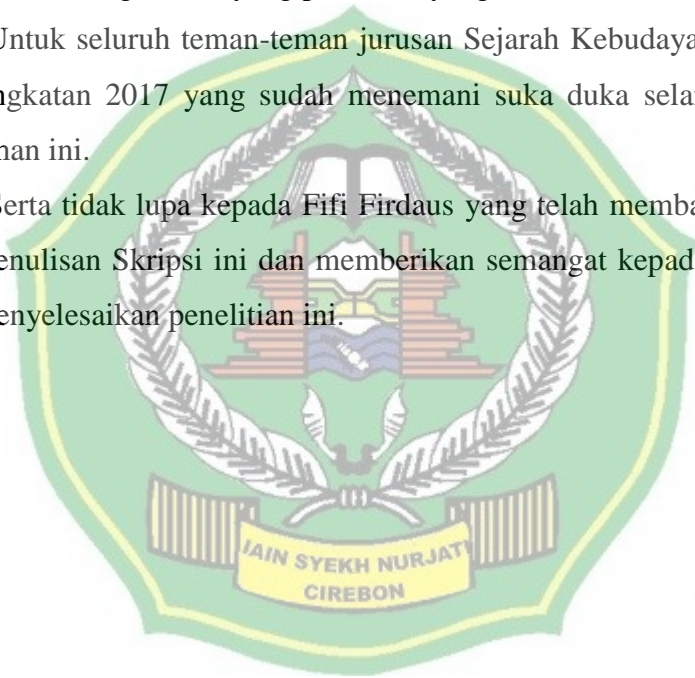 Untuk seluruh teman-teman jurusan Sejarah Kebudaya
ngkatan 2017 yang sudah menemani suka duka sela
nan ini.
Serta tidak lupa kepada Fifi Firdaus yang telah memba
enulisan Skripsi ini dan memberikan semangat kepad
enyelesaikan penelitian ini.
IAIN SYEKH NURJATI
CIREBON